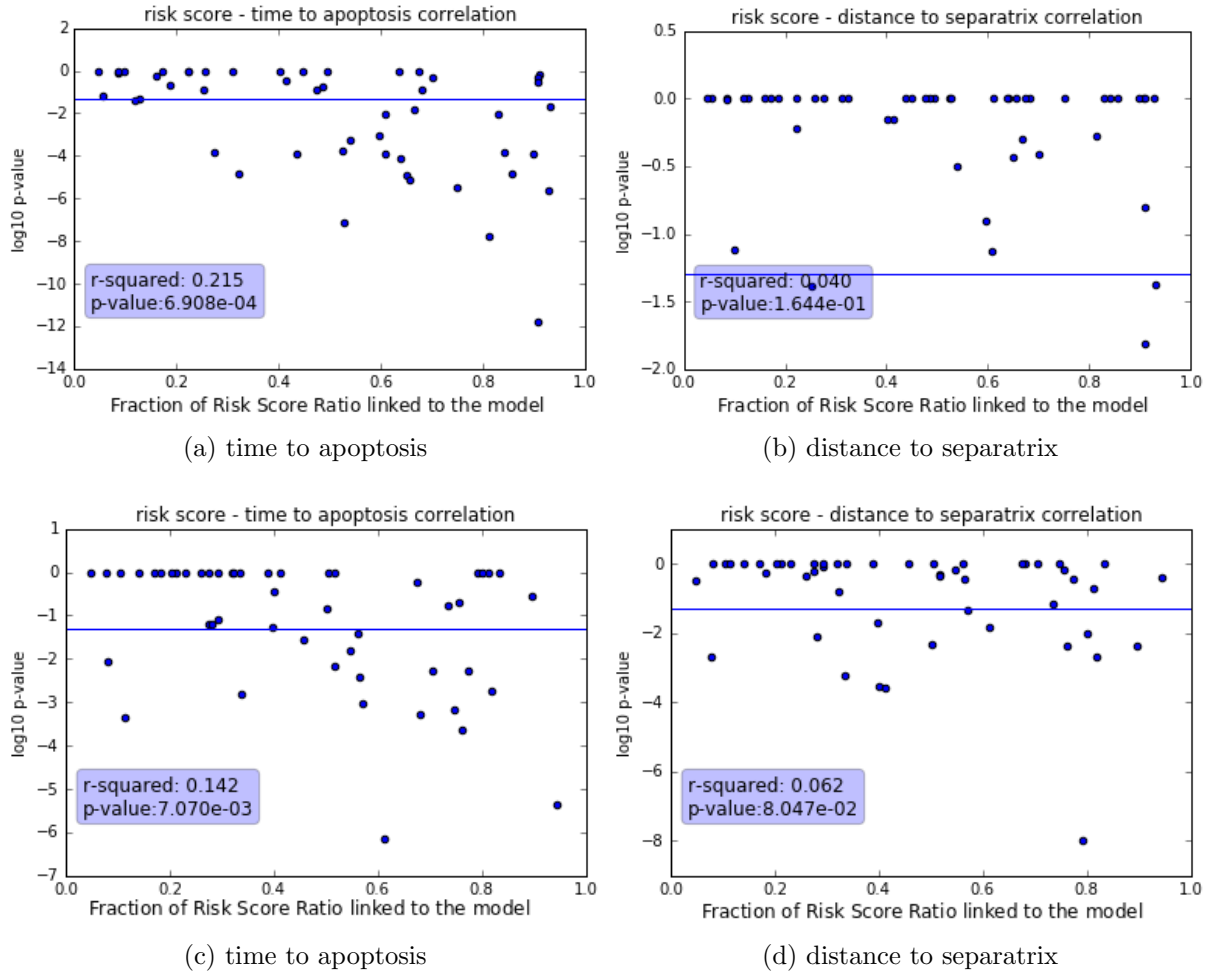 risk score - time to apoptosis correlation
2
0
−2
−4
−6
−8
−10
−12
−14
log10 p-value
r-squared: 0.215
p-value:6.908e-04
0.0 0.2 0.4 0.6 0.8 1.0
Fraction of Risk Score Ratio linked to the model
(a) time to apoptosis
risk score - distance to separatrix correlation
0.5
0.0
−0.5
−1.0
−1.5
−2.0
log10 p-value
r-squared: 0.040
p-value:1.644e-01
0.0 0.2 0.4 0.6 0.8 1.0
Fraction of Risk Score Ratio linked to the model
(b) distance to separatrix
risk score - time to apoptosis correlation
1
0
−1
−2
−3
−4
−5
−6
−7
log10 p-value
r-squared: 0.142
p-value:7.070e-03
0.0 0.2 0.4 0.6 0.8 1.0
Fraction of Risk Score Ratio linked to the model
(c) time to apoptosis
risk score - distance to separatrix correlation
0
−2
−4
−6
−8
log10 p-value
r-squared: 0.062
p-value:8.047e-02
0.0 0.2 0.4 0.6 0.8 1.0
Fraction of Risk Score Ratio linked to the model
(d) distance to separatrix